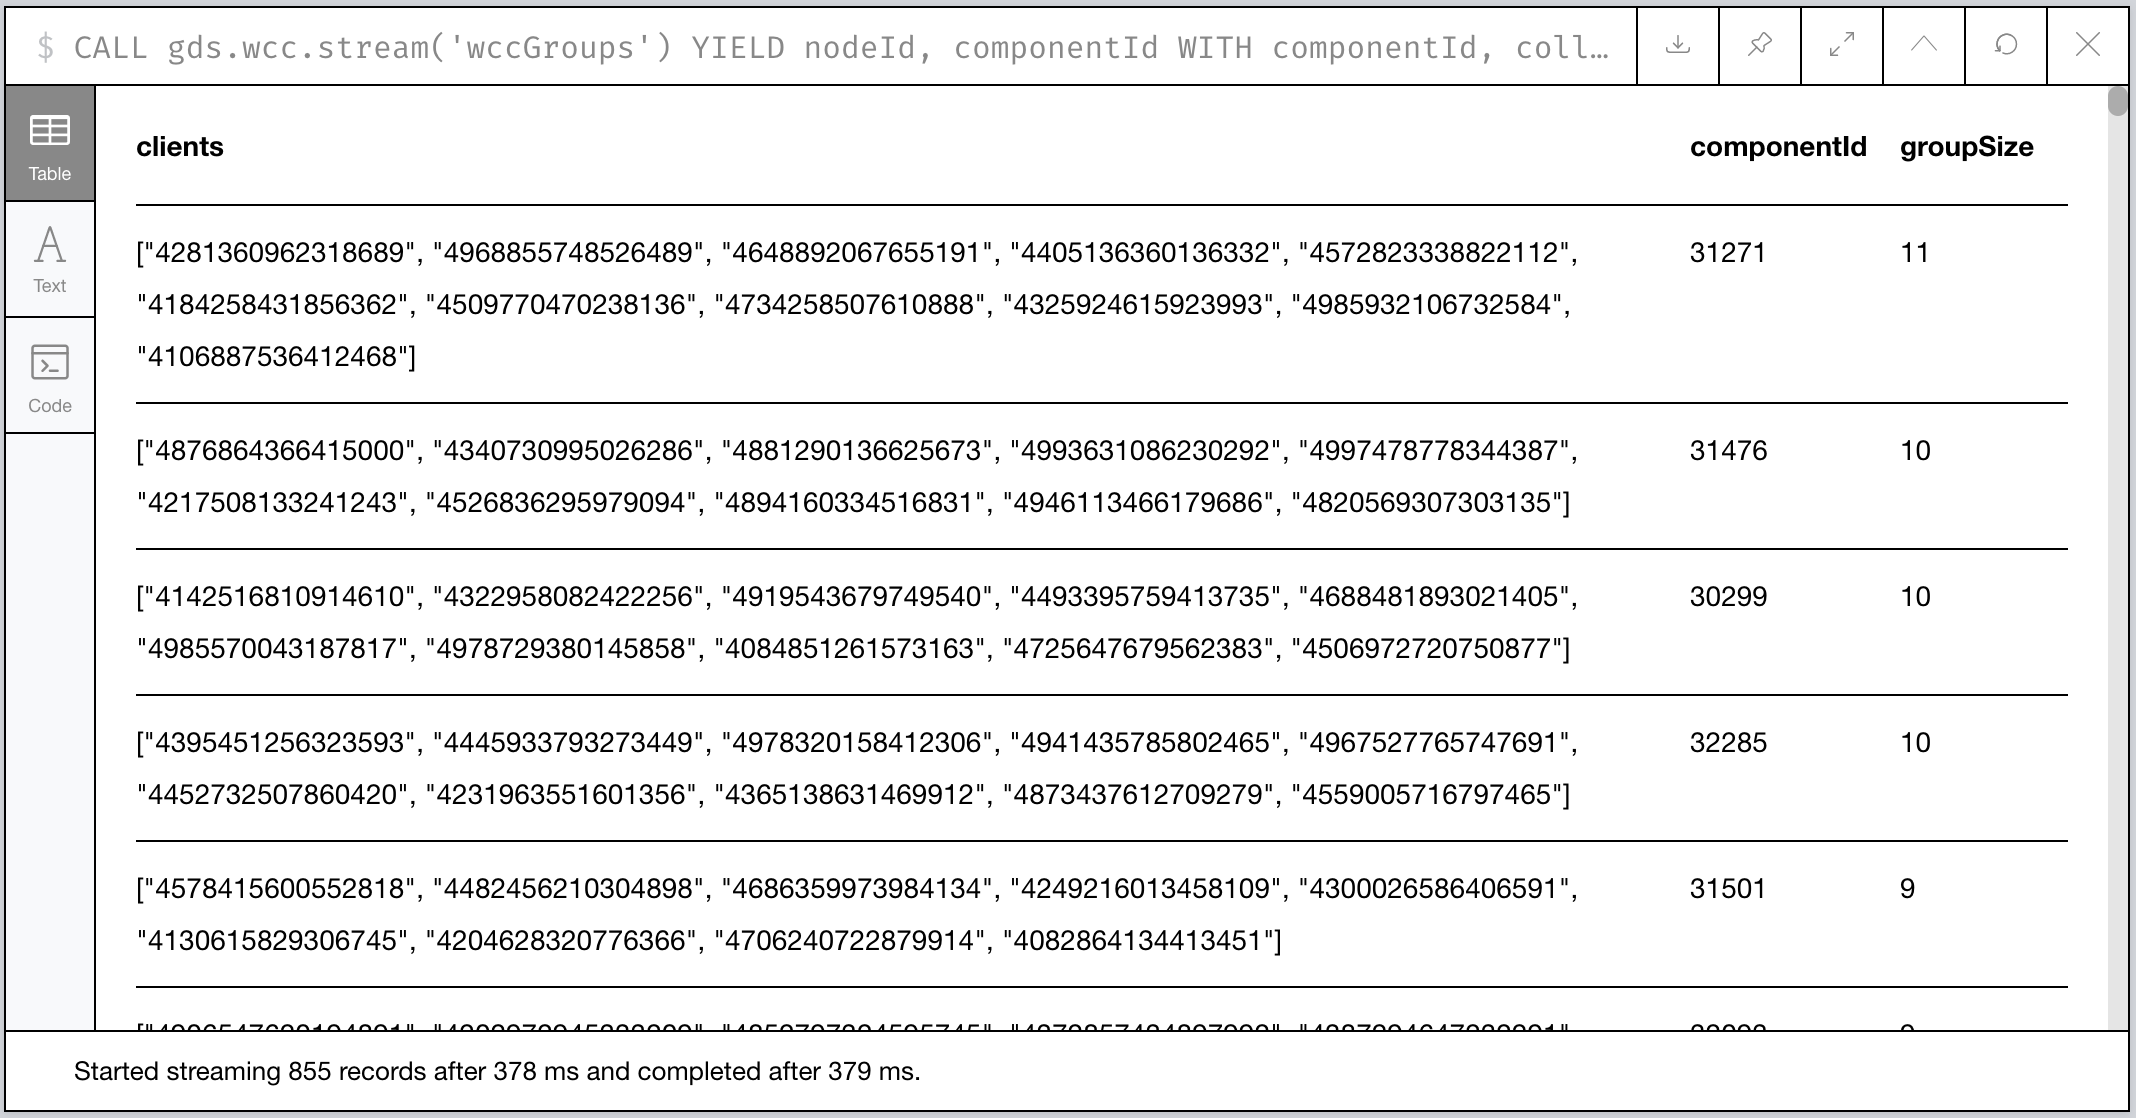 $ CALL gds.wcc.stream('wccGroups') YIELD nodeId, componentId WITH componentId, coll…
Table
Text
Code
clients componentId groupSize
["4281360962318689", "4968855748526489", "4648892067655191", "4405136360136332", "4572823338822112", 31271 11
"4184258431856362", "4509770470238136", "4734258507610888", "4325924615923993", "4985932106732584",
"4106887536412468"]
["4876864366415000", "4340730995026286", "4881290136625673", "4993631086230292", "4997478778344387", 31476 10
"4217508133241243", "4526836295979094", "4894160334516831", "4946113466179686", "4820569307303135"]
["4142516810914610", "4322958082422256", "4919543679749540", "4493395759413735", "4688481893021405", 30299 10
"4985570043187817", "4978729380145858", "4084851261573163", "4725647679562383", "4506972720750877"]
["4395451256323593", "4445933793273449", "4978320158412306", "4941435785802465", "4967527765747691", 32285 10
"4452732507860420", "4231963551601356", "4365138631469912", "4873437612709279", "4559005716797465"]
["4578415600552818", "4482456210304898", "4686359973984134", "4249216013458109", "4300026586406591", 31501 9
"4130615829306745", "4204628320776366", "4706240722879914", "4082864134413451"]
Started streaming 855 records after 378 ms and completed after 379 ms.